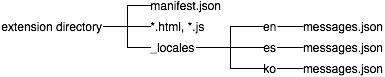 manifest.json
extension directory
*.html, *.js
_locales
en
messages.json
es
messages.json
ko
messages.json